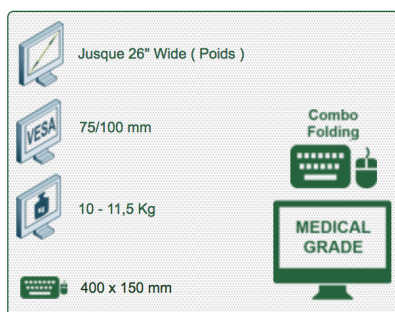 Jusque 26" Wide ( Poids )
VESA
75/100 mm
KG
10 - 11,5 Kg
400 x 150 mm
Combo
Folding
MEDICAL
GRADE